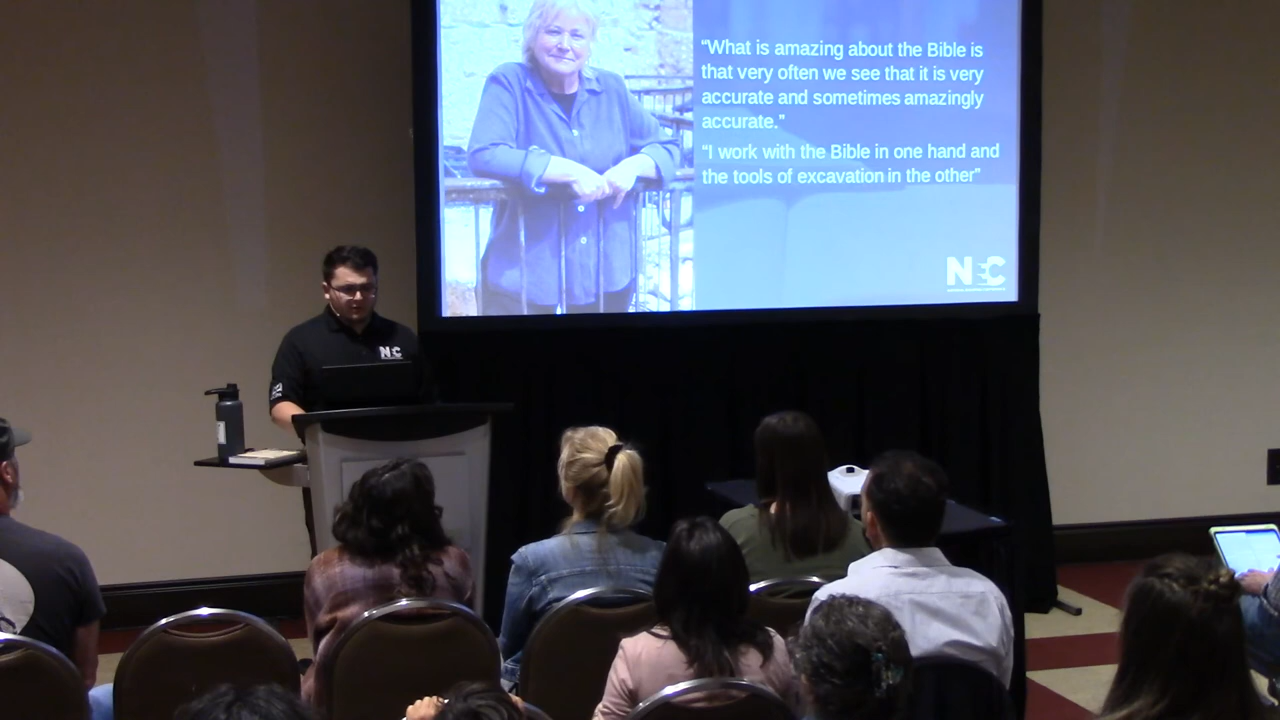 “What is amazing about the Bible is
that very often we see that it is very
accurate and sometimes amazingly
accurate.”
“I work with the Bible in one hand and
the tools of excavation in the other”
NEC
NEC